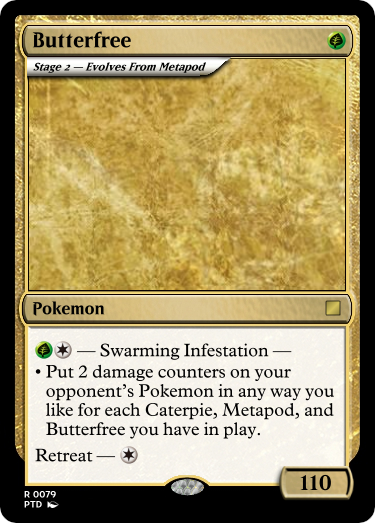 Butterfree
Stage 2 — Evolves From Metapod
Pokemon
— Swarming Infestation —
• Put 2 damage counters on your
opponent's Pokemon in any way you
like for each Caterpie, Metapod, and
Butterfree you have in play.
Retreat —
110
R 0079
PTD